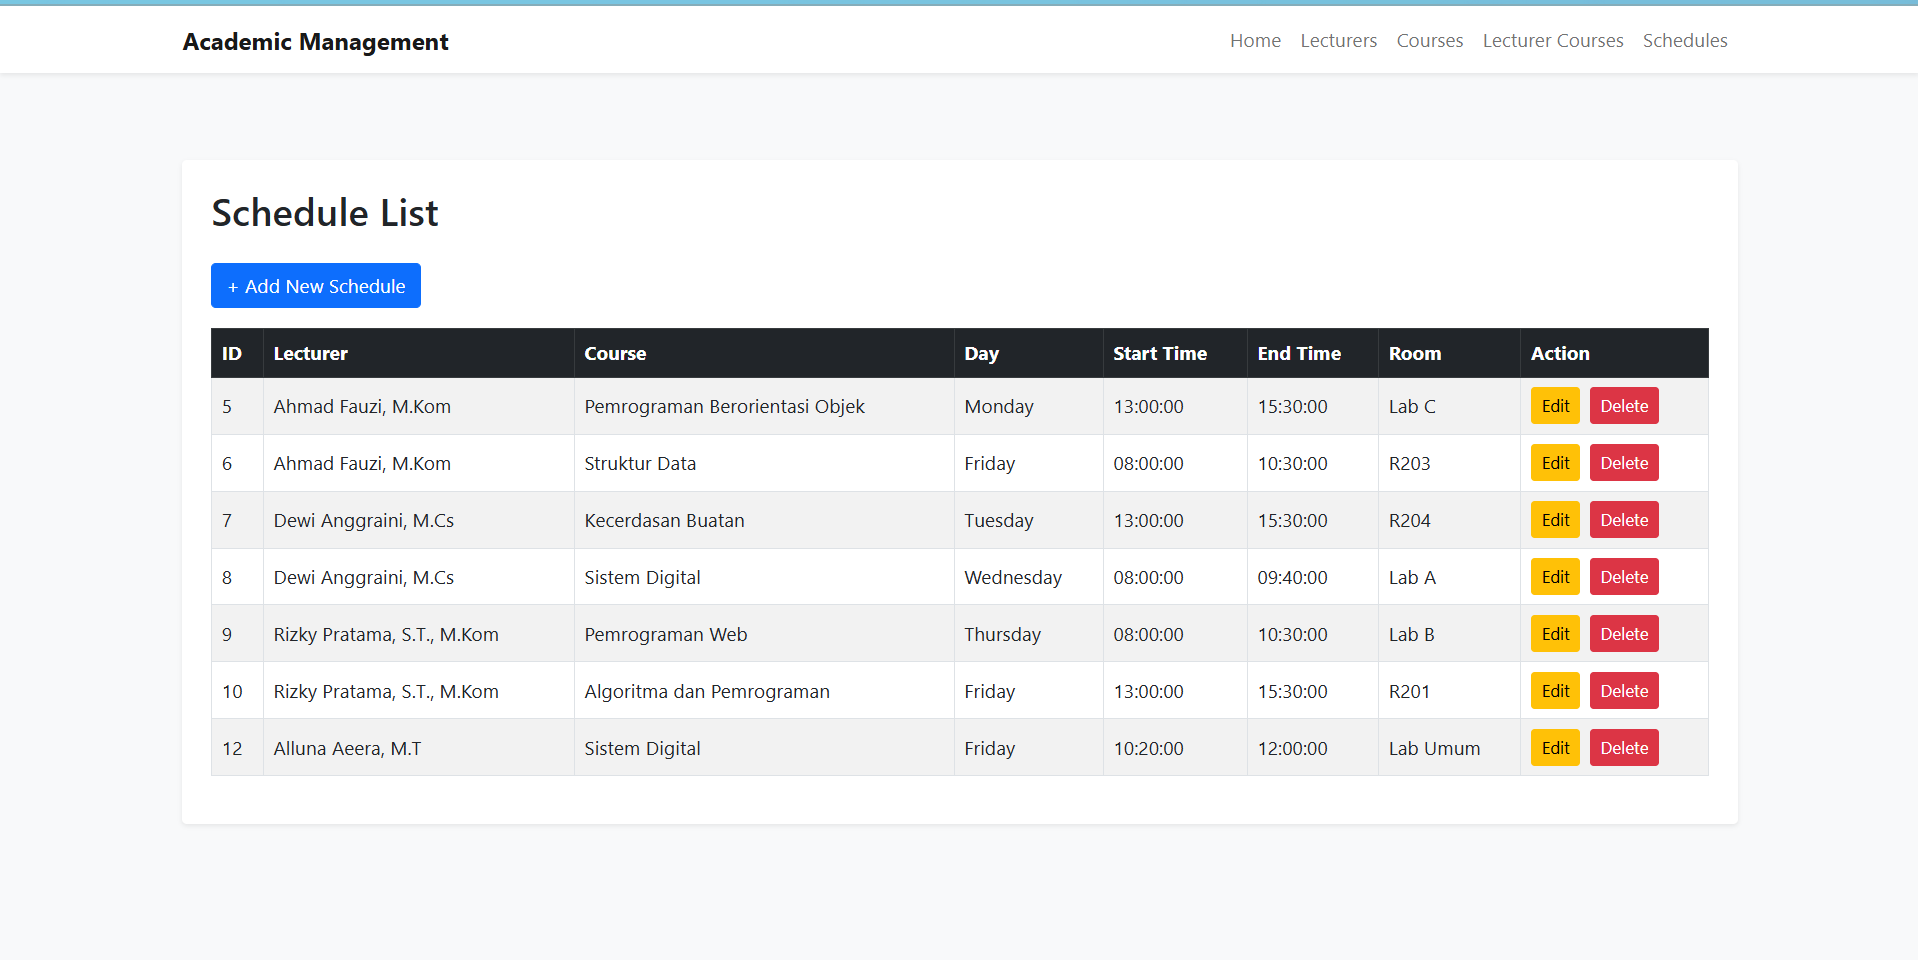 Academic Management Home Lecturers Courses Lecturer Courses Schedules
Schedule List
+ Add New Schedule
ID Lecturer Course Day Start Time End Time Room Action
5 Ahmad Fauzi, M.Kom Pemrograman Berorientasi Objek Monday 13:00:00 15:30:00 Lab C Edit Delete
6 Ahmad Fauzi, M.Kom Struktur Data Friday 08:00:00 10:30:00 R203 Edit Delete
7 Dewi Anggraini, M.Cs Kecerdasan Buatan Tuesday 13:00:00 15:30:00 R204 Edit Delete
8 Dewi Anggraini, M.Cs Sistem Digital Wednesday 08:00:00 09:40:00 Lab A Edit Delete
9 Rizky Pratama, S.T., M.Kom Pemrograman Web Thursday 08:00:00 10:30:00 Lab B Edit Delete
10 Rizky Pratama, S.T., M.Kom Algoritma dan Pemrograman Friday 13:00:00 15:30:00 R201 Edit Delete
12 Alluna Aeera, M.T Sistem Digital Friday 10:20:00 12:00:00 Lab Umum Edit Delete